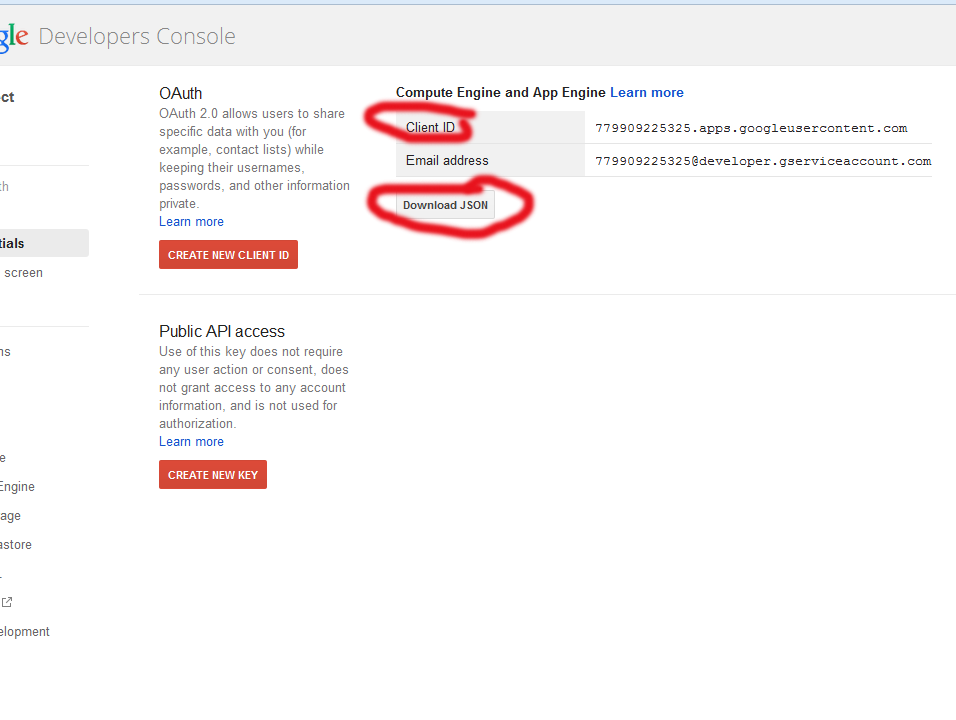 gle Developers Console
ct
th
tials
screen
ns
e
Engine
age
astore
elopment
OAuth
OAuth 2.0 allows users to share
specific data with you (for
example, contact lists) while
keeping their usernames,
passwords, and other information
private.
Learn more
CREATE NEW CLIENT ID
Compute Engine and App Engine Learn more
Client ID 779909225325.apps.googleusercontent.com
Email address 779909225325@developer.gserviceaccount.com
Download JSON
Public API access
Use of this key does not require
any user action or consent, does
not grant access to any account
information, and is not used for
authorization.
Learn more
CREATE NEW KEY